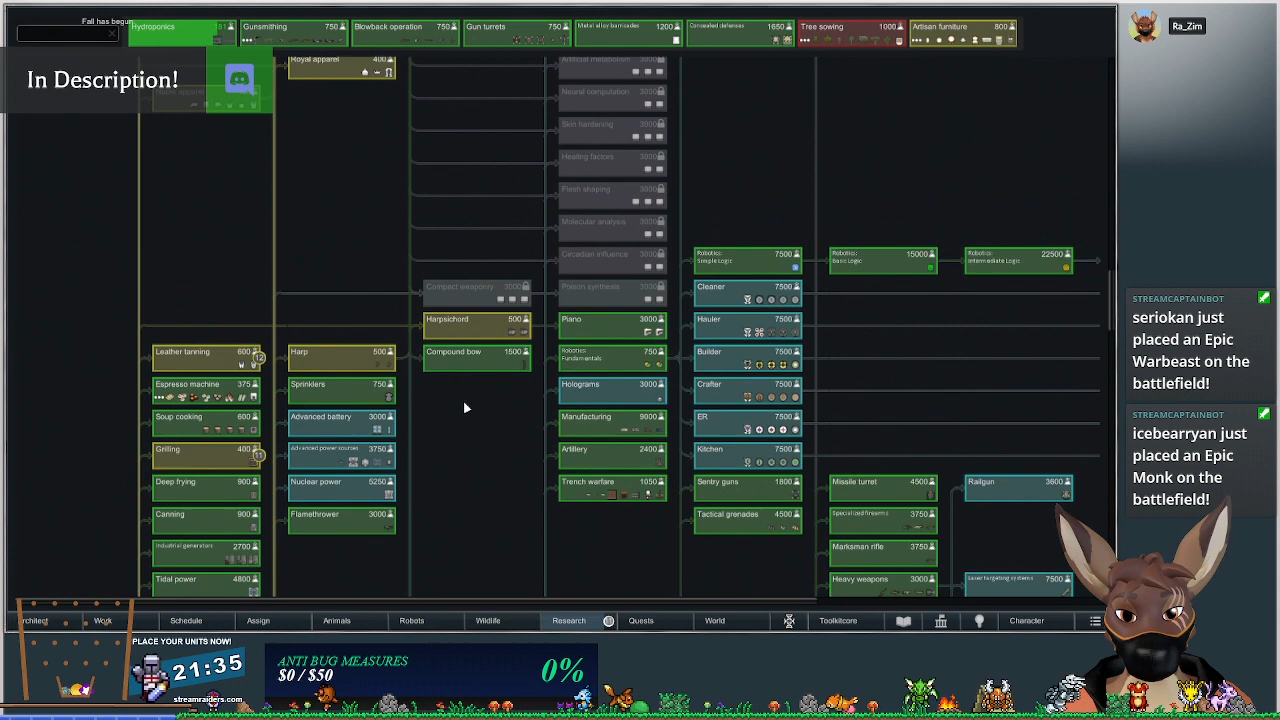 Fall has begun
Hydroponics
Gunsmithing 750
Blowback operation 750
Gun turrets 750
Metal alloy barricades 1200
Concealed defenses 1650
Tree sowing 1000
Artisan furniture 800
Ra_Zim
In Description!
Royal apparel 400
Artificial metabolism 3000
Neural computation 3000
Skin hardening 3000
Healing factors 3000
Flesh shaping 3000
Molecular analysis 3000
Circadian influence 3000
Robotics: Simple Logic 7500
Robotics: Basic Logic 15000
Robotics: Intermediate Logic 22500
Compact weaponry 3000
Poison synthesis 3000
Cleaner 7500
Harpsichord 500
Piano 3000
Hauler 7500
Leather tanning 600
12
Harp 500
Compound bow 1500
Robotics: Fundamentals 750
Builder 7500
Espresso machine 375
Sprinklers 750
Holograms 3000
Crafter 7500
Soup cooking 600
Advanced battery 3000
Manufacturing 9000
ER 7500
Grilling 400
11
Advanced power sources 3750
Artillery 2400
Kitchen 7500
Deep frying 900
Nuclear power 5250
Trench warfare 1050
Sentry guns 1800
Missile turret 4500
Railgun 3600
Canning 900
Flamethrower 3000
Tactical grenades 4500
Specialized firearms 3750
Industrial generators 2700
Marksman rifle 3750
Tidal power 4800
Heavy weapons 3000
Laser targeting systems 7500
STREAMCAPTAINBOT
seriokan just
placed an Epic
Warbeast on the
battlefield!
STREAMCAPTAINBOT
icebearryan just
placed an Epic
Monk on the
battlefield!
Work
Schedule
Assign
Animals
Robots
Wildlife
Research
Quests
World
Toolkitcore
Character
PLACE YOUR UNITS NOW!
21:35
streamraiders.com
ANTI BUG MEASURES
$0 / $50
0%